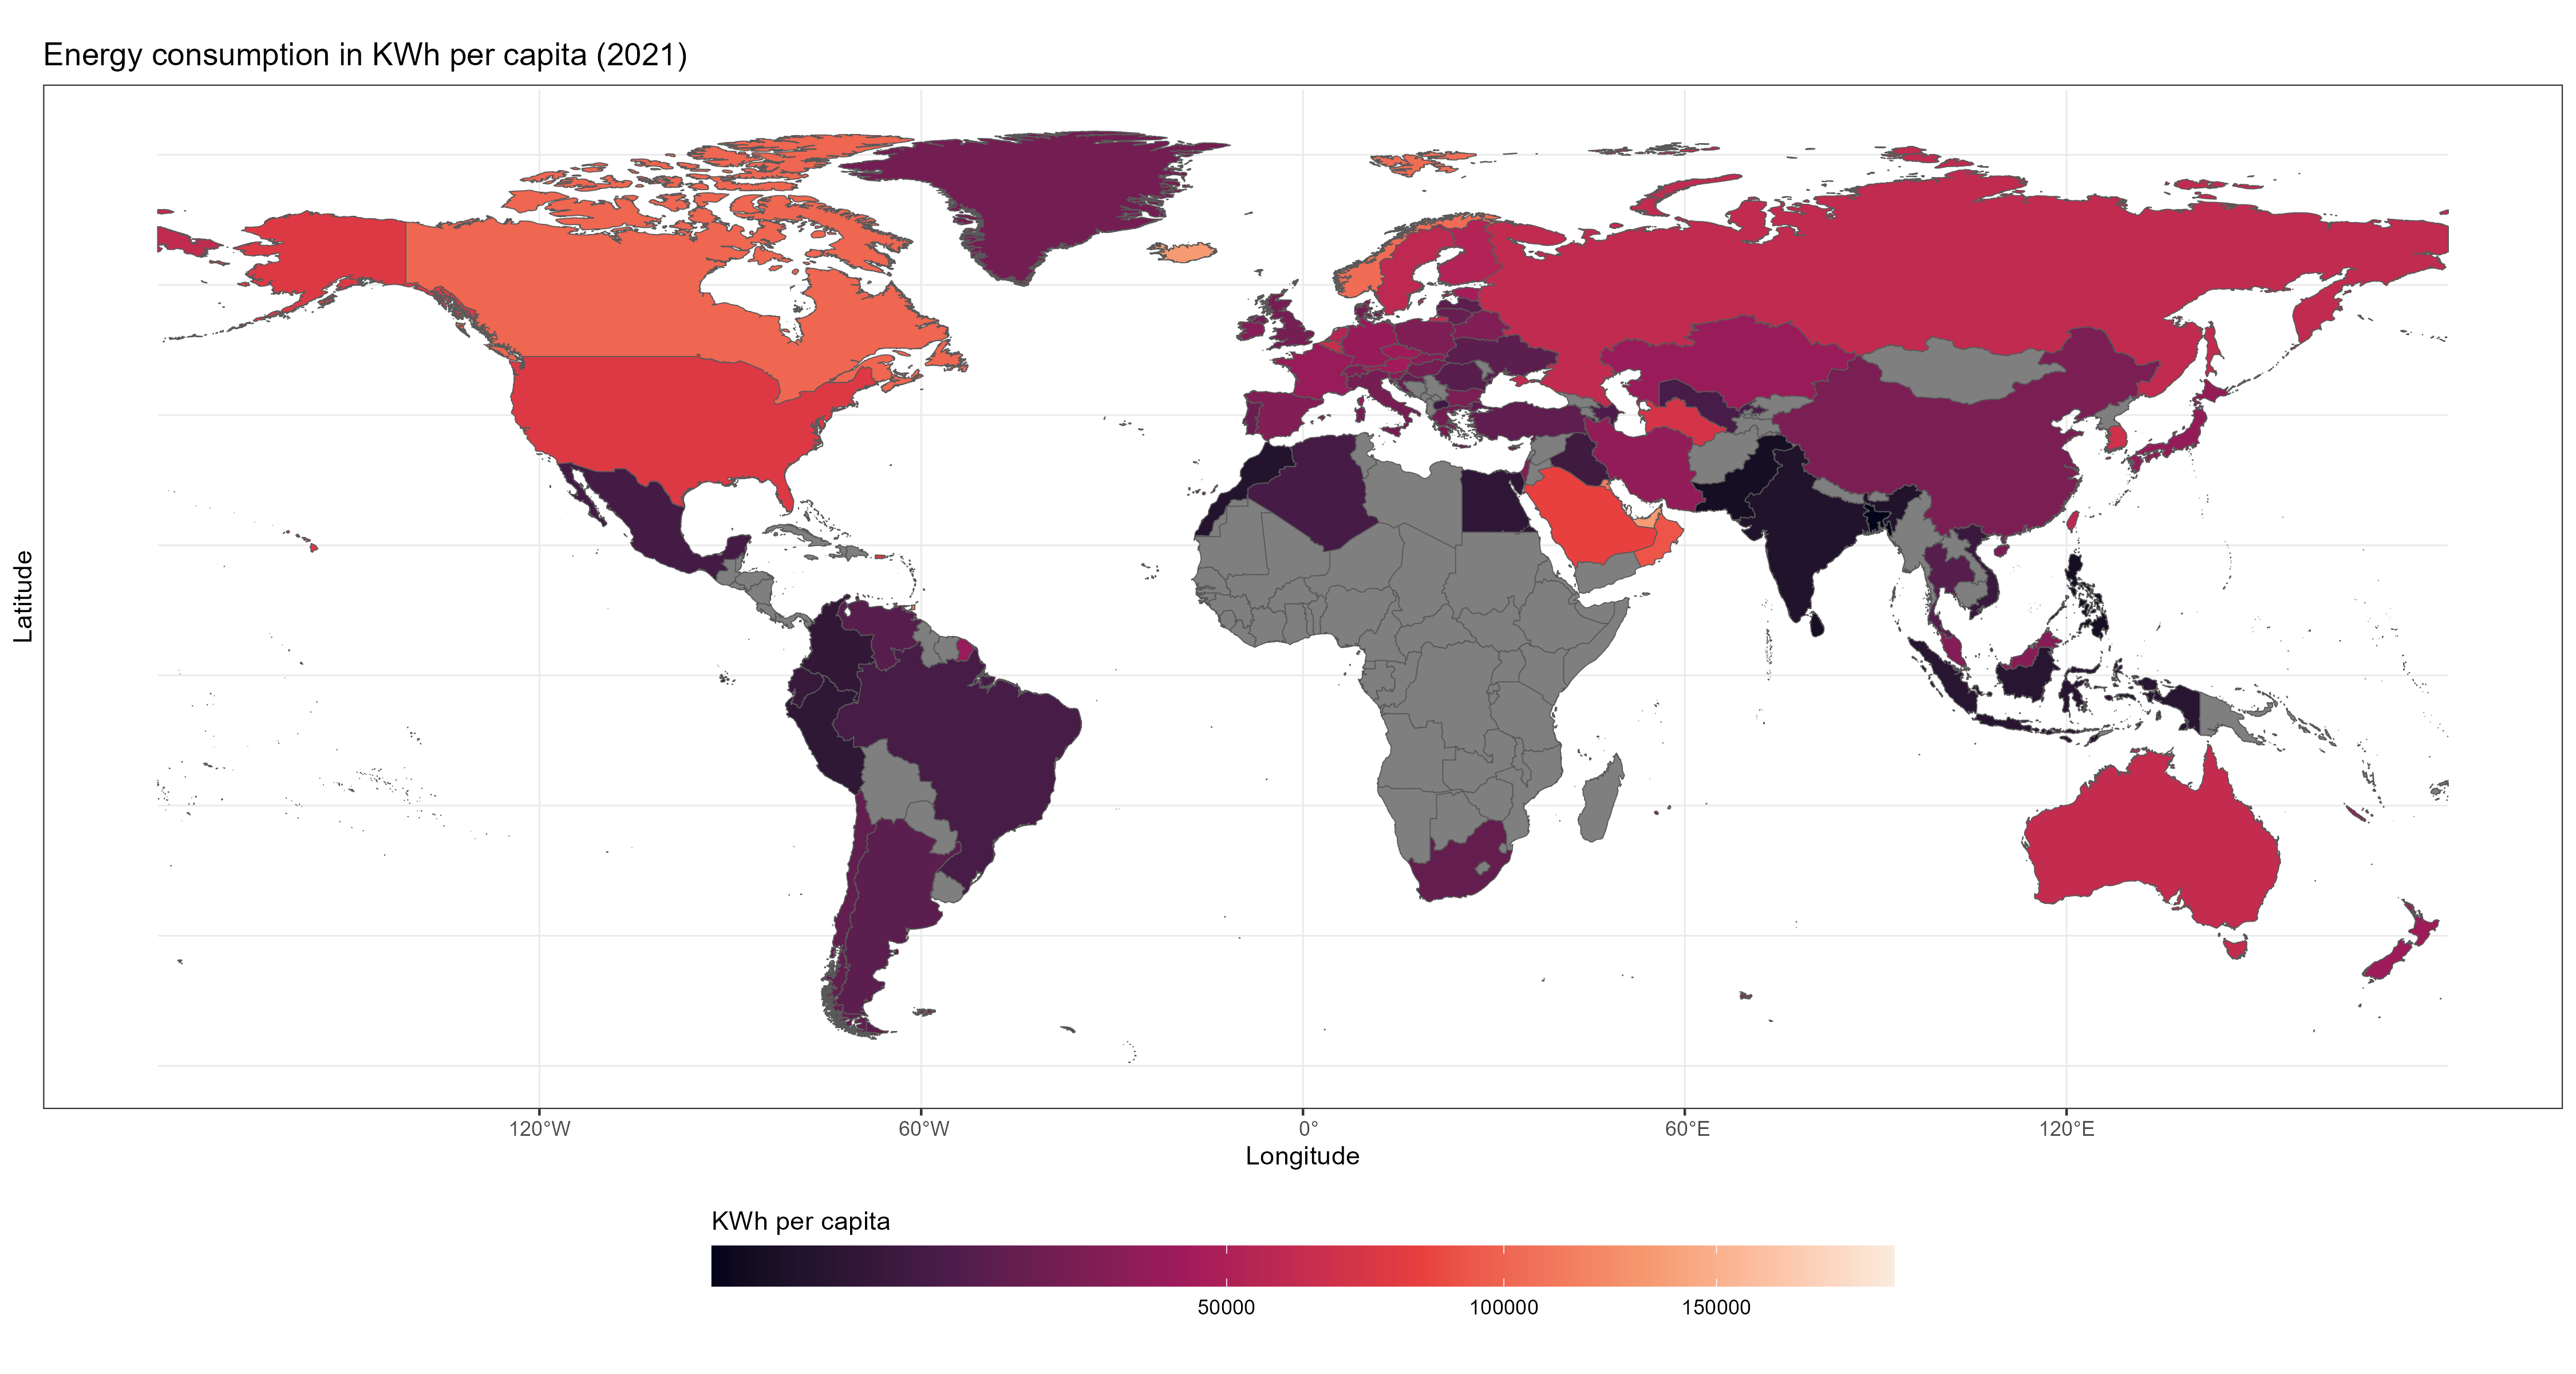 Energy consumption in KWh per capita (2021)
Latitude
120°W 60°W 0° 60°E 120°E
Longitude
KWh per capita
50000 100000 150000